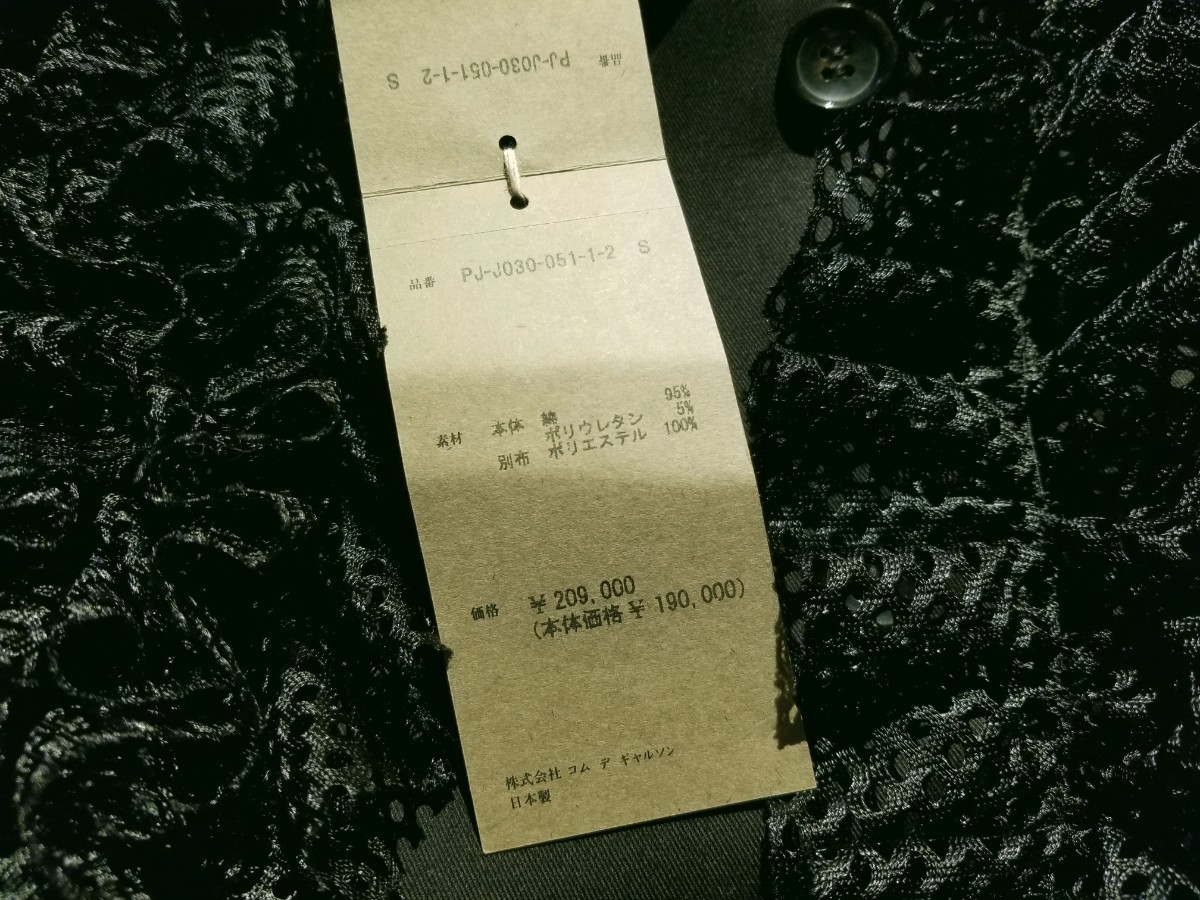 品番 PJ-J030-051-1-2 S
品番 PJ-J030-051-1-2 S
素材 本体 綿 95%
ポリウレタン 5%
別布 ポリエステル 100%
価格 ¥ 209,000
(本体価格 ¥ 190,000)
株式会社 コム デ ギャルソン
日本製